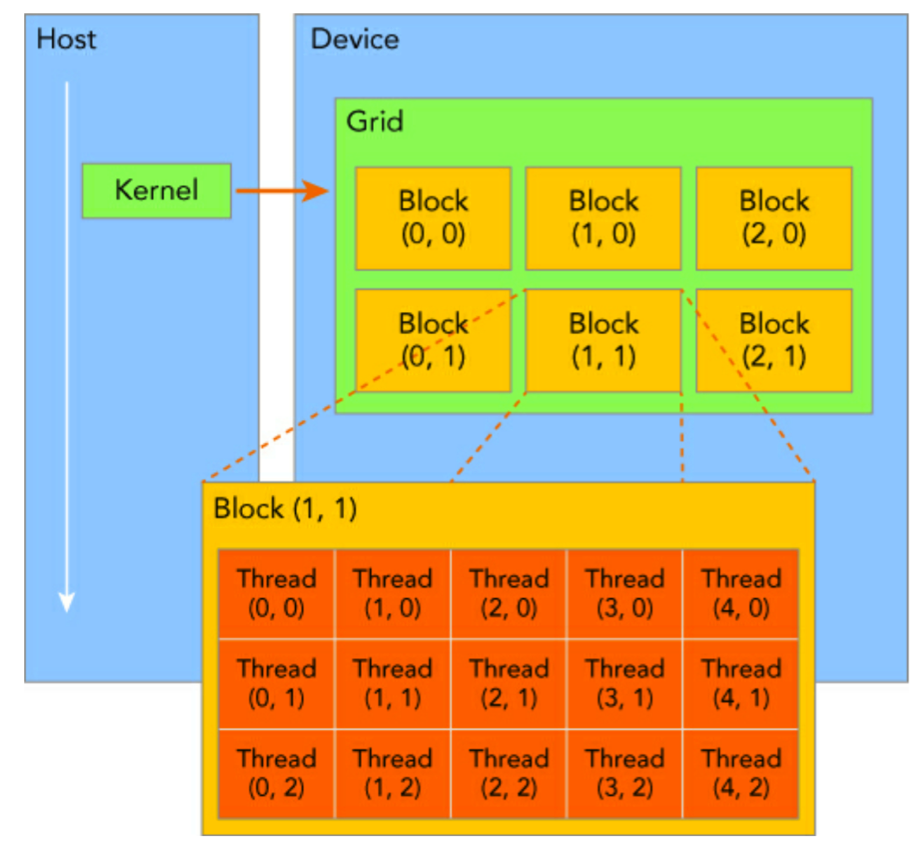 Host
Device
Grid
Kernel
Block
(0, 0)
Block
(1, 0)
Block
(2, 0)
Block
(0, 1)
Block
(1, 1)
Block
(2, 1)
Block (1, 1)
Thread
(0, 0)
Thread
(1, 0)
Thread
(2, 0)
Thread
(3, 0)
Thread
(4, 0)
Thread
(0, 1)
Thread
(1, 1)
Thread
(2, 1)
Thread
(3, 1)
Thread
(4, 1)
Thread
(0, 2)
Thread
(1, 2)
Thread
(2, 2)
Thread
(3, 2)
Thread
(4, 2)